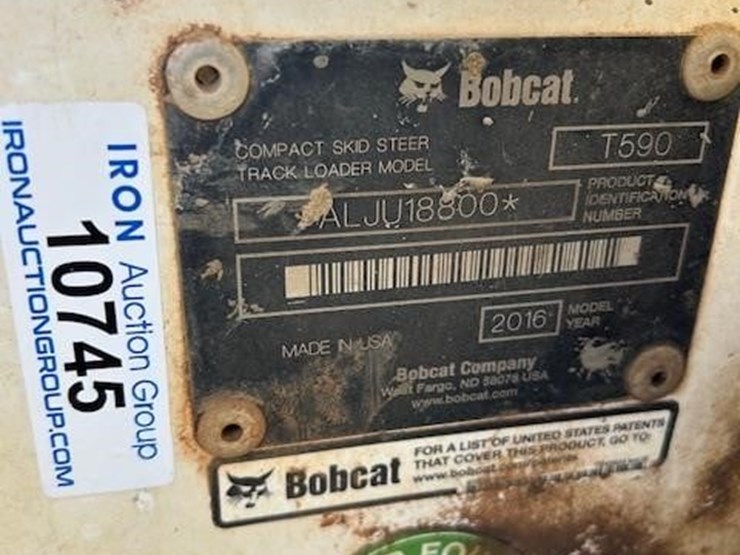 IRON Auction Group
10745
IRONAUCTIONGROUP.COM
Bobcat.
COMPACT SKID STEER
TRACK LOADER MODEL
T590
ALJU18800*
PRODUCT
IDENTIFICATION
NUMBER
MADE IN USA
2016
MODEL
YEAR
Bobcat Company
West Fargo, ND 58078 USA
www.bobcat.com
Bobcat
FOR A LIST OF UNITED STATES PATENTS
THAT COVER THIS PRODUCT, GO TO: